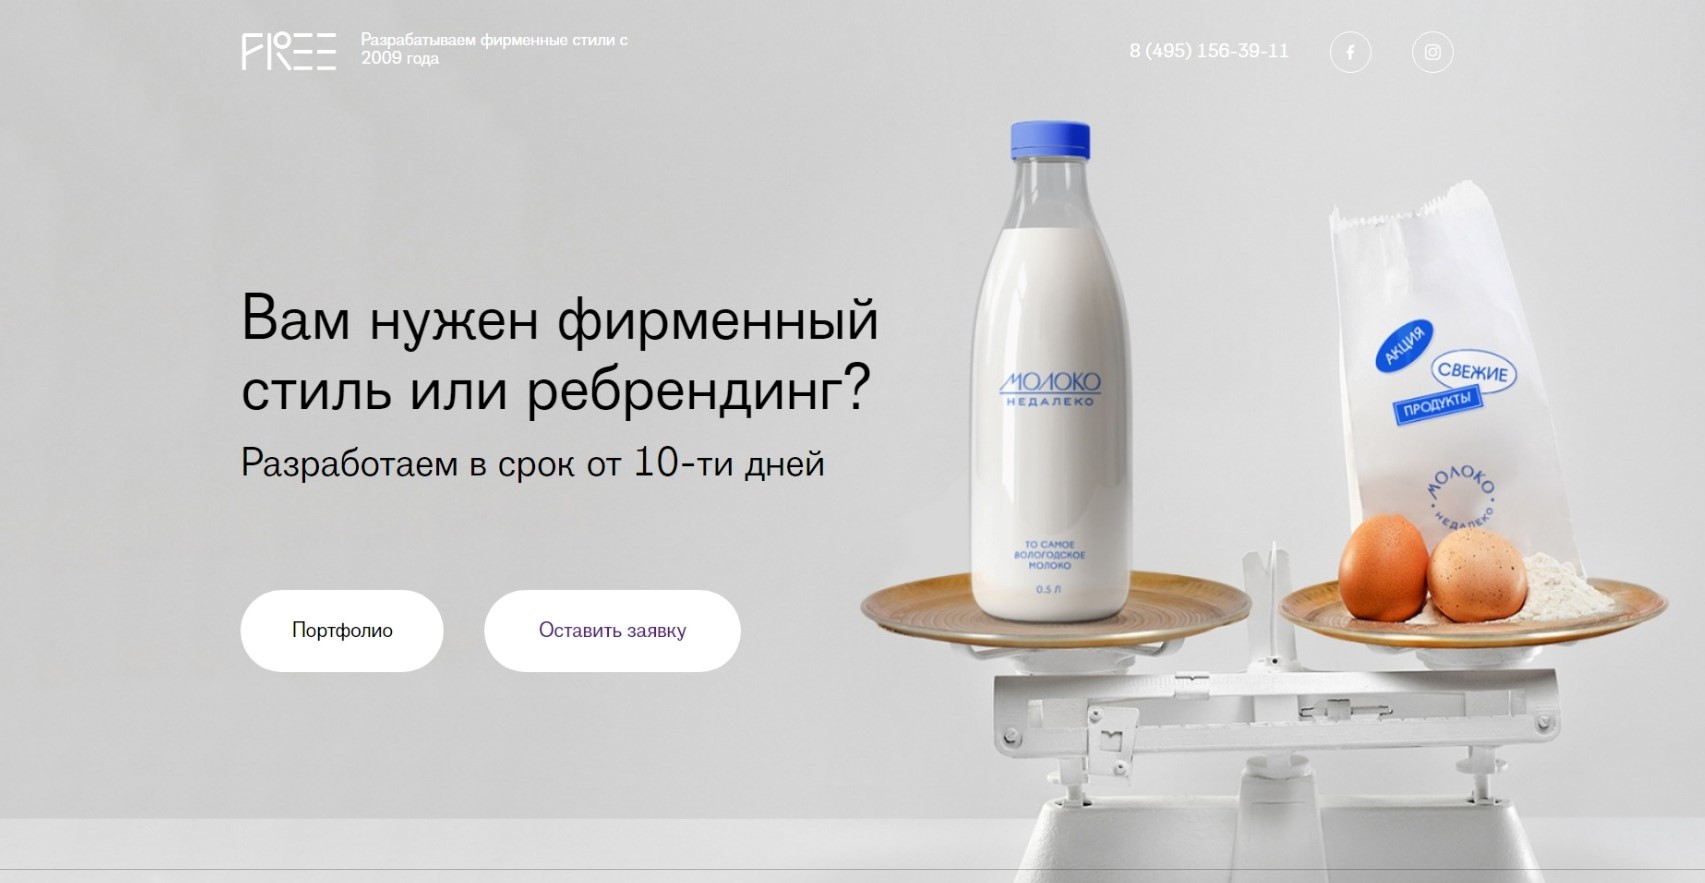 FREE
Разрабатываем фирменные стили с
2009 года
8 (495) 156-39-11
Вам нужен фирменный
стиль или ребрендинг?
Разработаем в срок от 10-ти дней
Портфолио
Оставить заявку
МОЛОКО
НЕДАЛЕКО
ТО САМОЕ
ВОЛОГОДСКОЕ
МОЛОКО
0.5 Л
АКЦИЯ
СВЕЖИЕ
ПРОДУКТЫ
МОЛОКО
НЕДАЛЕКО